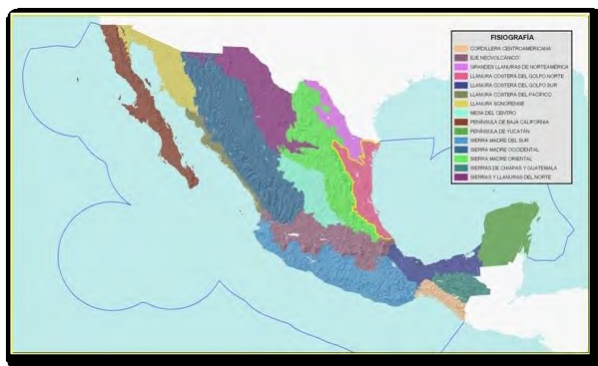 FISIOGRAFÍA
CORDILLERA CENTROAMERICANA
EJE NEOVOLCÁNICO
GRANDES LLANURAS DE NORTEAMÉRICA
LLANURA COSTERA DEL GOLFO NORTE
LLANURA COSTERA DEL GOLFO SUR
LLANURA COSTERA DEL PACÍFICO
LLANURA SONORENSE
MESA DEL CENTRO
PENÍNSULA DE BAJA CALIFORNIA
PENÍNSULA DE YUCATÁN
SIERRA MADRE DEL SUR
SIERRA MADRE OCCIDENTAL
SIERRA MADRE ORIENTAL
SIERRAS DE CHIAPAS Y GUATEMALA
SIERRAS Y LLANURAS DEL NORTE